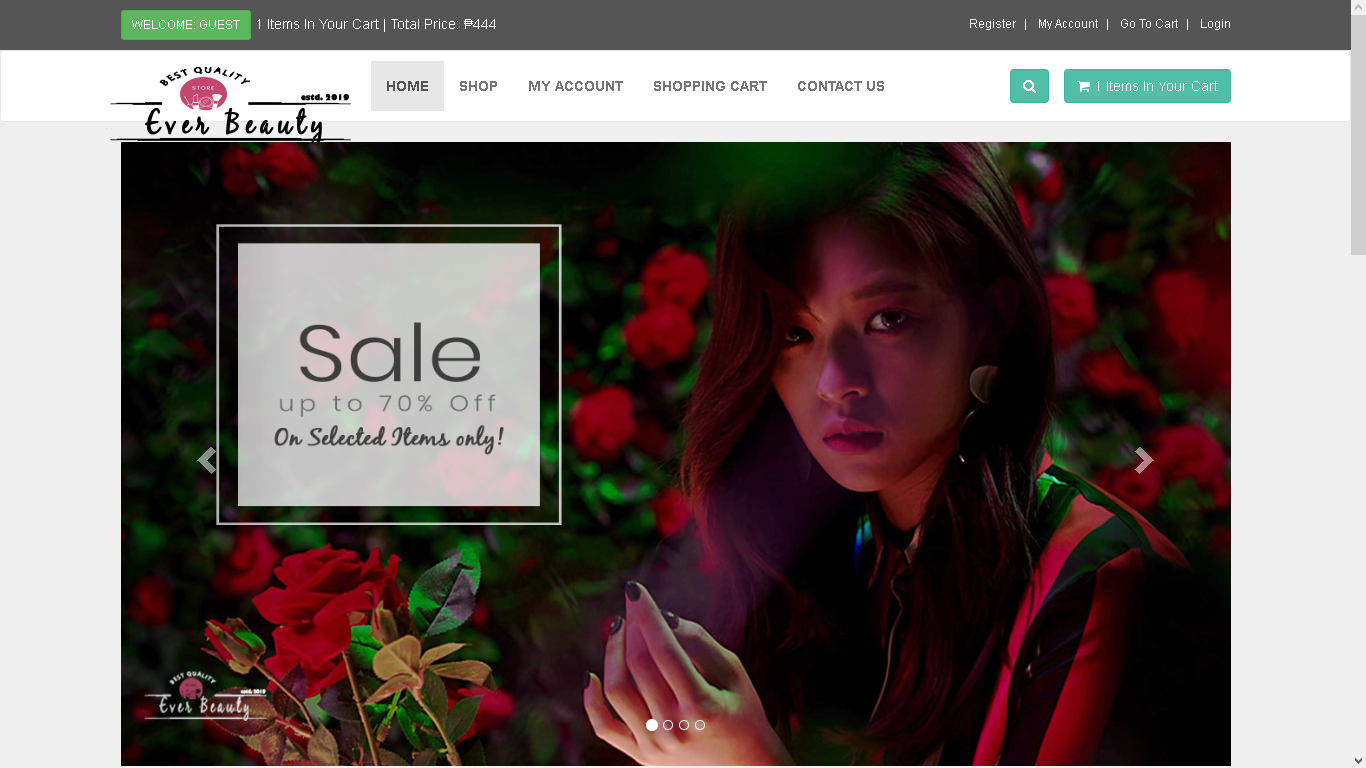 WELCOME: GUEST 1 Items In Your Cart | Total Price: ₱444
Register | My Account | Go To Cart | Login
BEST QUALITY
STORE
estd. 2019
Ever Beauty
HOME SHOP MY ACCOUNT SHOPPING CART CONTACT US
1 Items In Your Cart
Sale
up to 70% Off
On Selected Items only!
BEST QUALITY
estd. 2019
Ever Beauty